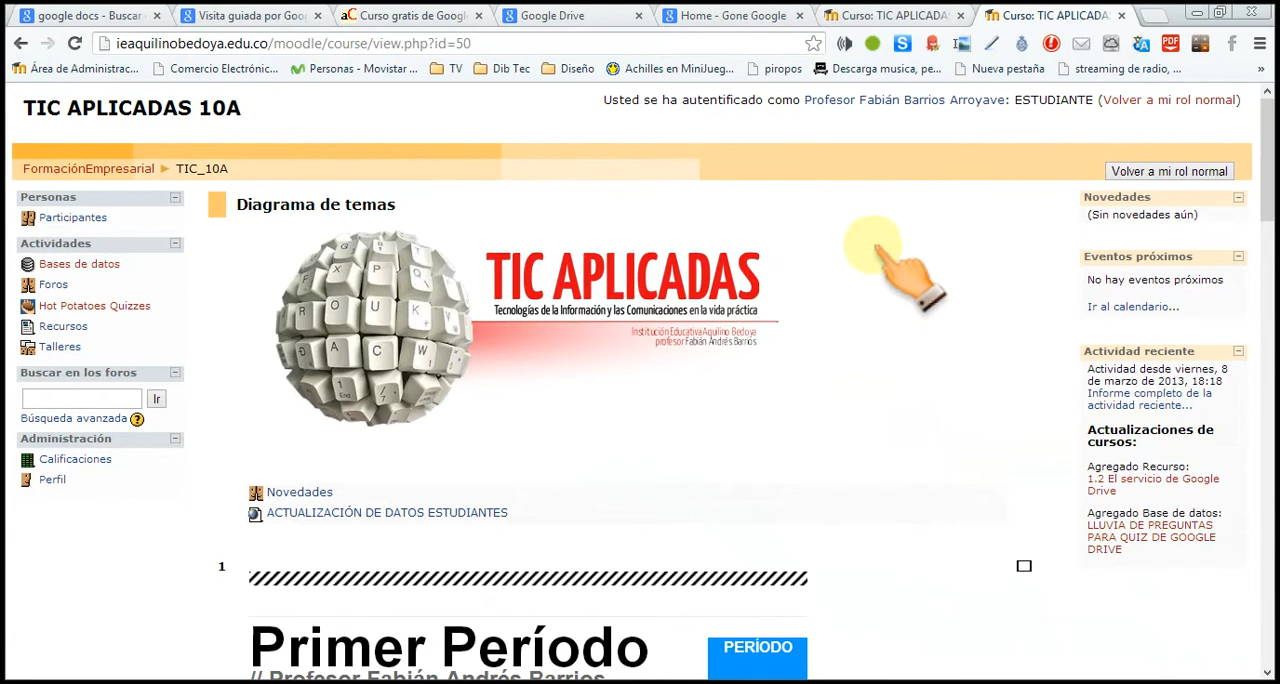 google docs - Buscar
Visita guiada por Goo
Curso gratis de Google
Google Drive
Home - Gone Google
Curso: TIC APLICADA
Curso: TIC APLICADA
ieaquilinobedoya.edu.co/moodle/course/view.php?id=50
Área de Administrac...
Comercio Electrónic...
Personas - Movistar ...
TV
Dib Tec
Diseño
Achilles en MiniJueg...
piropos
Descarga musica, pe...
Nueva pestaña
streaming de radio, ...
»
TIC APLICADAS 10A
Usted se ha autentificado como Profesor Fabián Barrios Arroyave: ESTUDIANTE (Volver a mi rol normal)
FormaciónEmpresarial ► TIC_10A
Volver a mi rol normal
Personas
Participantes
Actividades
Bases de datos
Foros
Hot Potatoes Quizzes
Recursos
Talleres
Buscar en los foros
Ir
Búsqueda avanzada
Administración
Calificaciones
Perfil
Diagrama de temas
TIC APLICADAS
Tecnologías de la Información y las Comunicaciones en la vida práctica
Institución Educativa Aquilino Bedoya
profesor Fabián Andrés Barrios
Novedades
ACTUALIZACIÓN DE DATOS ESTUDIANTES
1
Primer Período
PERÍODO
// Profesor Fabián Andrés Barrios
Novedades
(Sin novedades aún)
Eventos próximos
No hay eventos próximos
Ir al calendario...
Actividad reciente
Actividad desde viernes, 8
de marzo de 2013, 18:18
Informe completo de la
actividad reciente...
Actualizaciones de
cursos:
Agregado Recurso:
1.2 El servicio de Google
Drive
Agregado Base de datos:
LLUVIA DE PREGUNTAS
PARA QUIZ DE GOOGLE
DRIVE